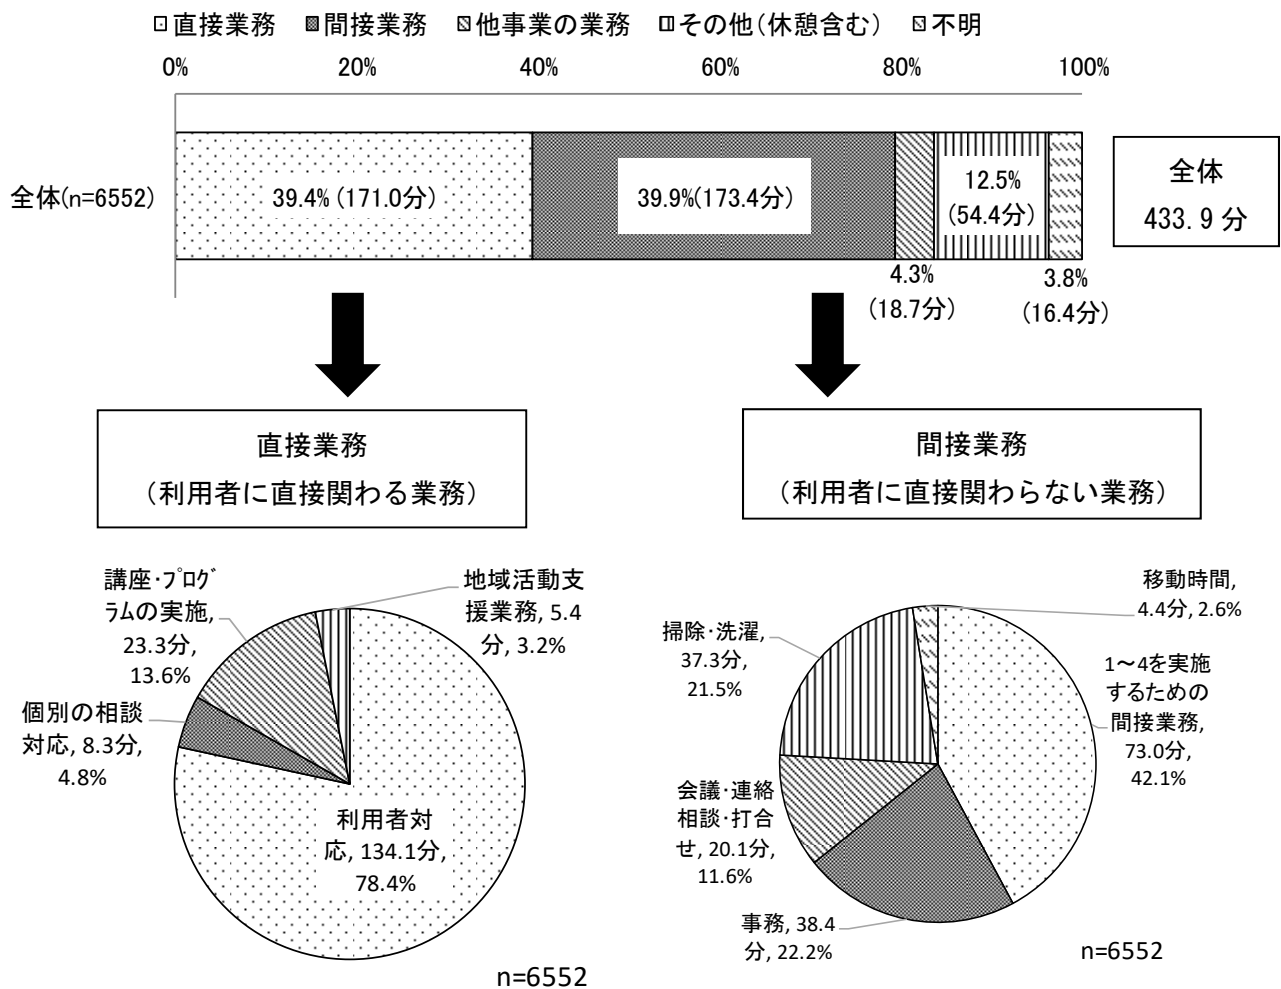 直接業務 間接業務 他事業の業務 その他(休憩含む) 不明
0% 20% 40% 60% 80% 100%
全体(n=6552)
39.4% (171.0分)
39.9%(173.4分)
12.5%
(54.4分)
4.3%
(18.7分)
3.8%
(16.4分)
全体
433.9 分
直接業務
（利用者に直接関わる業務）
間接業務
（利用者に直接関わらない業務）
講座・ﾌﾟﾛｸﾞ
ﾗﾑの実施,
23.3分,
13.6%
地域活動支
援業務, 5.4
分, 3.2%
個別の相談
対応, 8.3分,
4.8%
利用者対
応, 134.1分,
78.4%
n=6552
移動時間,
4.4分, 2.6%
掃除・洗濯,
37.3分,
21.5%
1～4を実施
するための
間接業務,
73.0分,
42.1%
会議・連絡
相談・打合
せ, 20.1分,
11.6%
事務, 38.4
分, 22.2%
n=6552